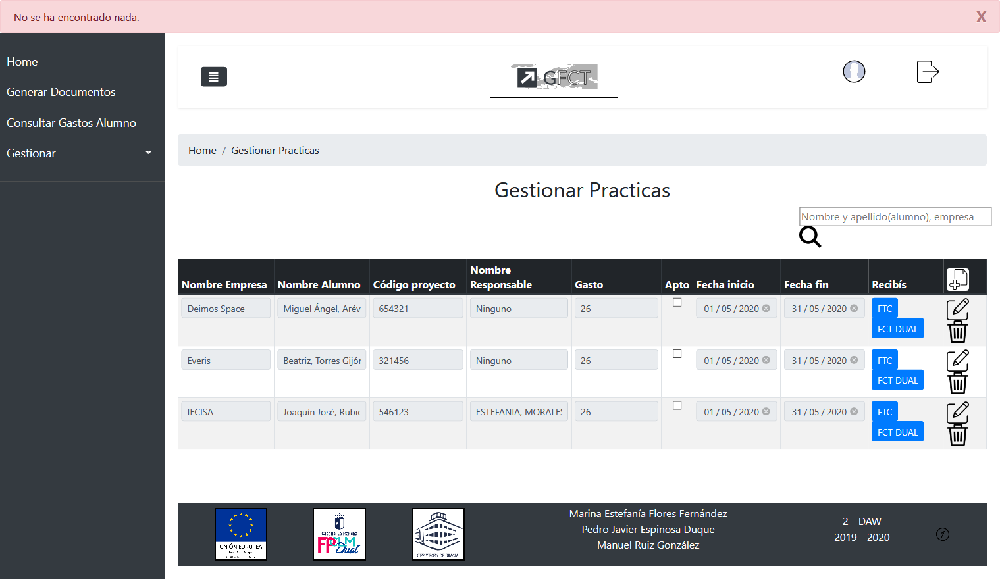 No se ha encontrado nada.
X
Home
Generar Documentos
Consultar Gastos Alumno
Gestionar
GFCT
Home / Gestionar Practicas
Gestionar Practicas
Nombre y apellido(alumno), empresa
Nombre Empresa Nombre Alumno Código proyecto Nombre Responsable Gasto Apto Fecha inicio Fecha fin Recibís
Deimos Space Miguel Ángel, Arév 654321 Ninguno 26 01 / 05 / 2020 31 / 05 / 2020 FTC
FCT DUAL
Everis Beatriz, Torres Gijón 321456 Ninguno 26 01 / 05 / 2020 31 / 05 / 2020 FTC
FCT DUAL
IECISA Joaquín José, Rubio 546123 ESTEFANIA, MORALES 26 01 / 05 / 2020 31 / 05 / 2020 FTC
FCT DUAL
UNIÓN EUROPEA
Castilla-La Mancha
FP CLM
Dual
CIFP VIRGEN DE GRACIA
Marina Estefanía Flores Fernández
Pedro Javier Espinosa Duque
Manuel Ruiz González
2 - DAW
2019 - 2020